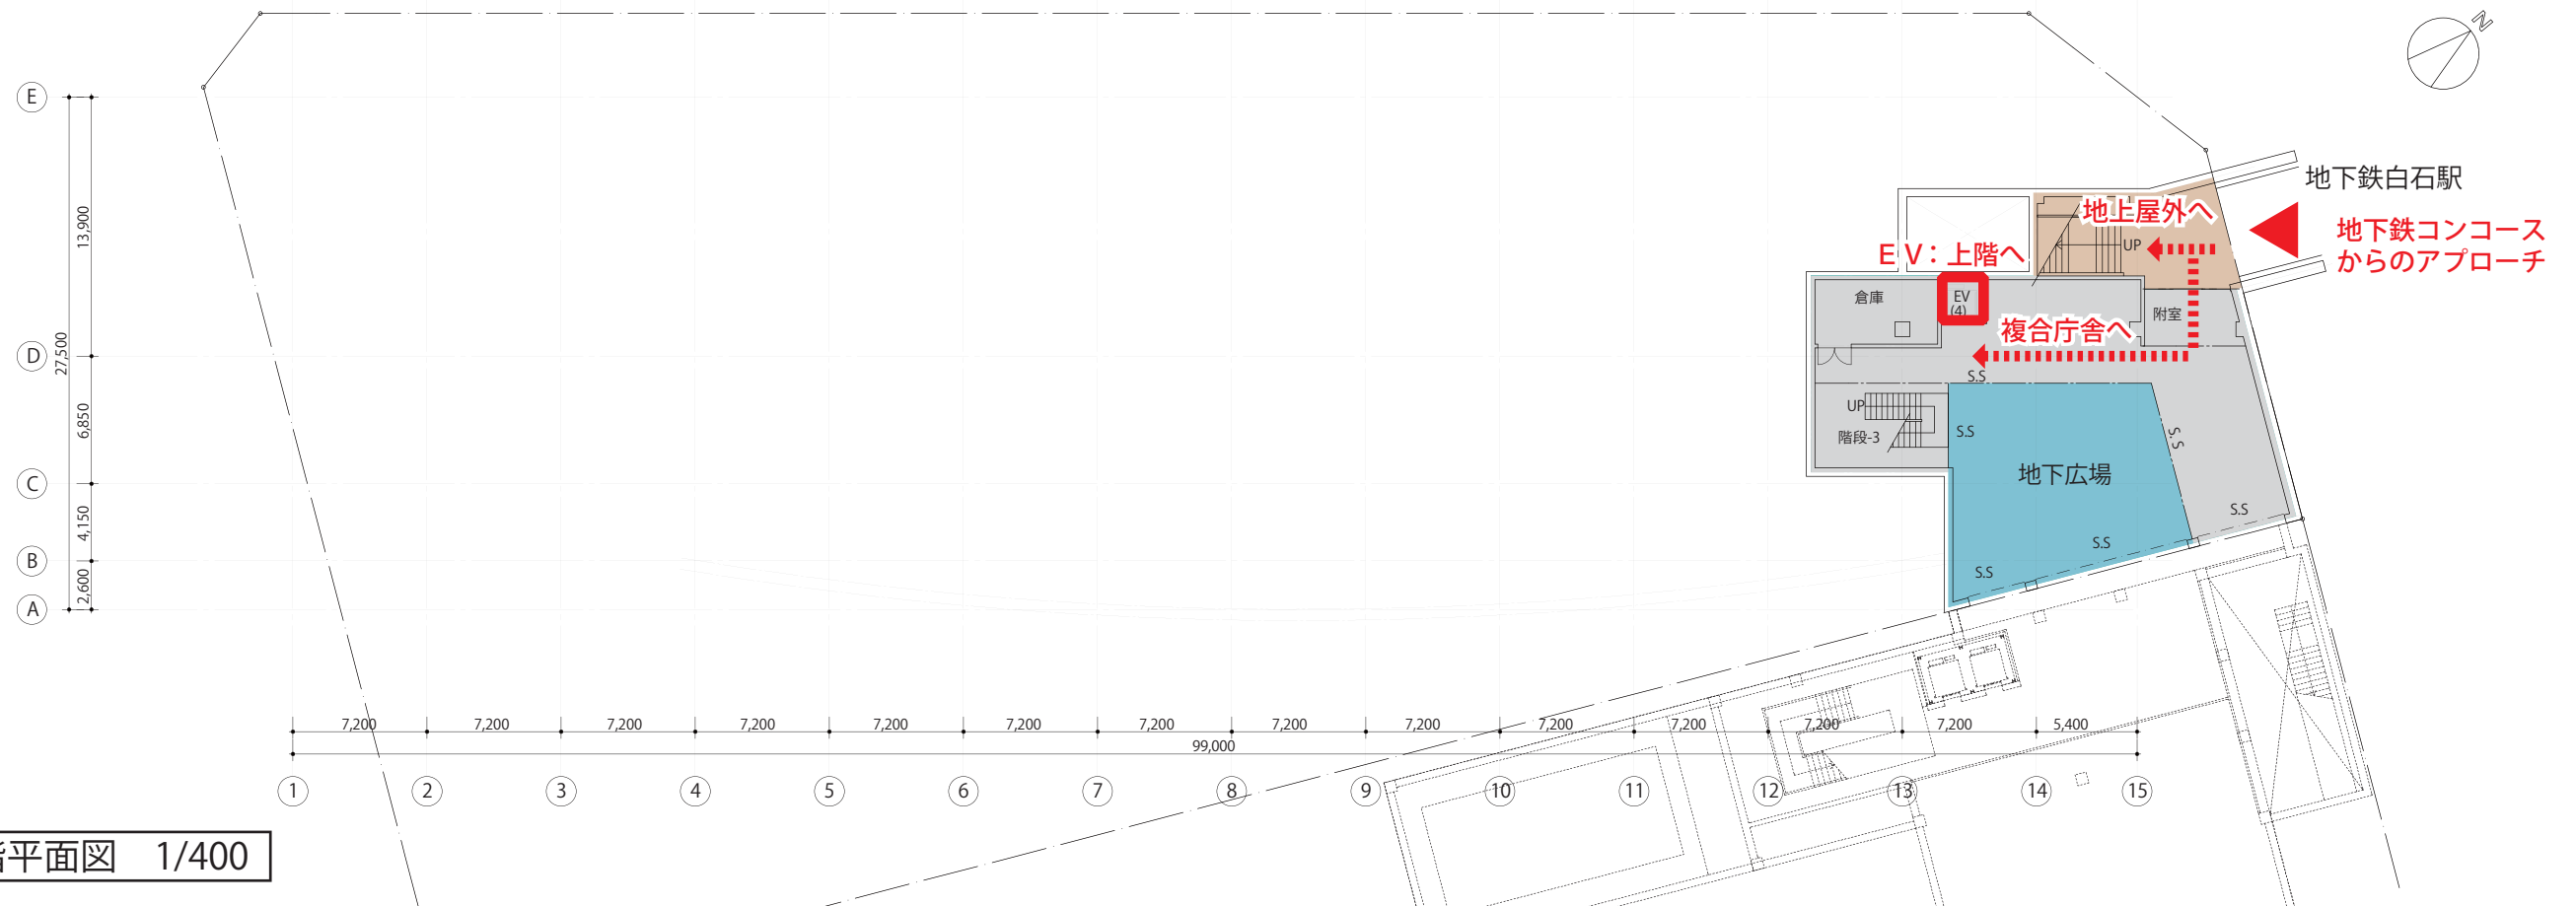 N
E
13,900
地下鉄白石駅
地上屋外へ
地下鉄コンコース
からのアプローチ
UP
EV：上階へ
倉庫
EV
(4)
附室
複合庁舎へ
D
27,500
S.S
6,850
UP
階段-3
S.S
S.S
地下広場
C
4,150
S.S
S.S
B
S.S
2,600
A
7,200 7,200 7,200 7,200 7,200 7,200 7,200 7,200 7,200 7,200 7,200 7,200 7,200 5,400
99,000
1 2 3 4 5 6 7 8 9 10 11 12 13 14 15
階平面図 1/400